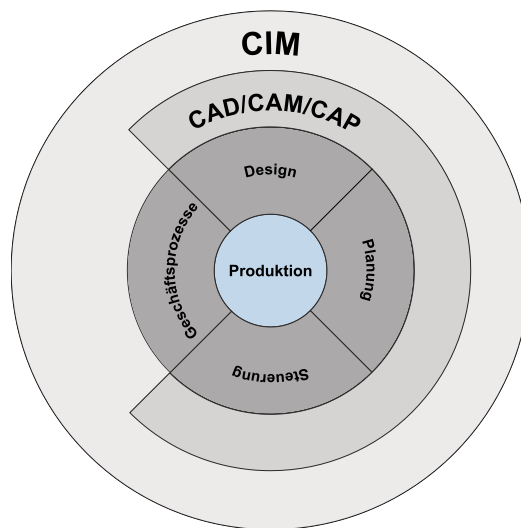 CIM
CAD/CAM/CAP
Design
Geschäftsprozesse
Produktion
Planung
Steuerung